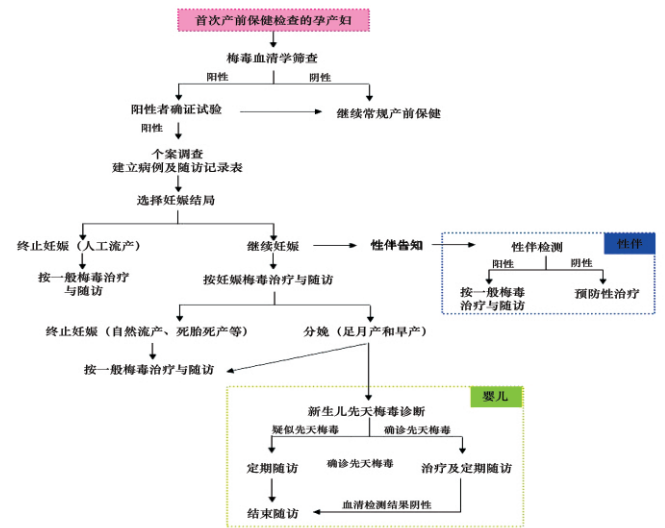 首次产前保健检查的孕产妇
梅毒血清学筛查
阳性
阴性
阳性者确证试验
继续常规产前保健
阳性
个案调查
建立病例及随访记录表
选择妊娠结局
终止妊娠（人工流产）
继续妊娠
性伴告知
性伴检测
性伴
按一般梅毒治疗
与随访
按妊娠梅毒治疗与随访
阳性
阴性
按一般梅毒
治疗与随访
预防性治疗
终止妊娠（自然流产、死胎死产等）
分娩（足月产和早产）
按一般梅毒治疗与随访
婴儿
新生儿先天梅毒诊断
疑似先天梅毒
确诊先天梅毒
定期随访
确诊先天梅毒
治疗及定期随访
血清检测结果阴性
结束随访